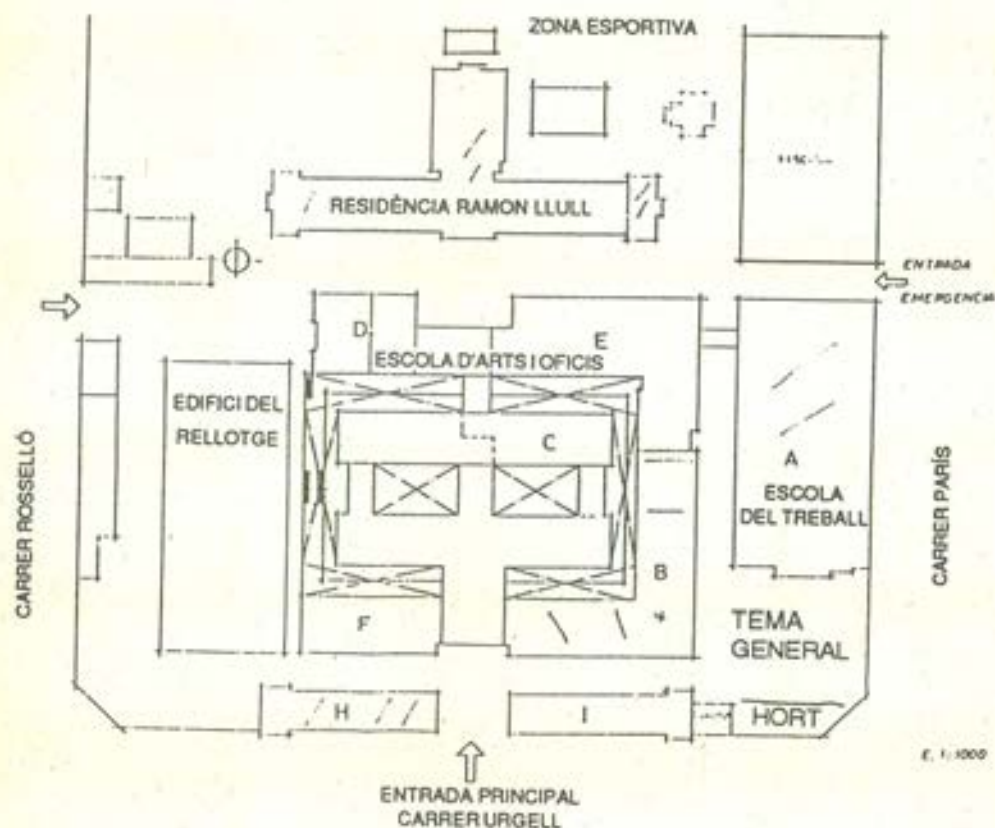 ZONA ESPORTIVA
RESIDÈNCIA RAMON LLULL
ENTRADA
EMERGENCIA
D
E
ESCOLA D'ARTS I OFICIS
EDIFICI DEL
RELLOTGE
C
A
ESCOLA
DEL TREBALL
CARRER ROSSELLÓ
CARRER PARÍS
B
F
TEMA
GENERAL
H
I
HORT
E. 1:1000
ENTRADA PRINCIPAL
CARRER URGELL